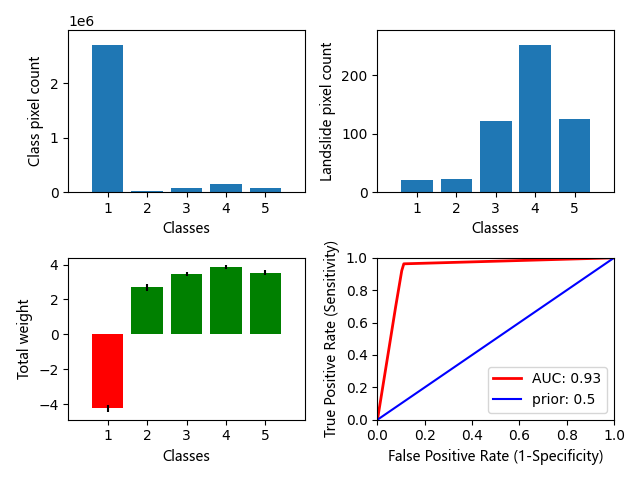 1e6
Class pixel count
2
1
0
1 2 3 4 5
Classes
Landslide pixel count
200
100
0
1 2 3 4 5
Classes
Total weight
4
2
0
−2
−4
1 2 3 4 5
Classes
True Positive Rate (Sensitivity)
1.0
0.8
0.6
0.4
0.2
0.0
AUC: 0.93
prior: 0.5
0.0 0.2 0.4 0.6 0.8 1.0
False Positive Rate (1-Specificity)